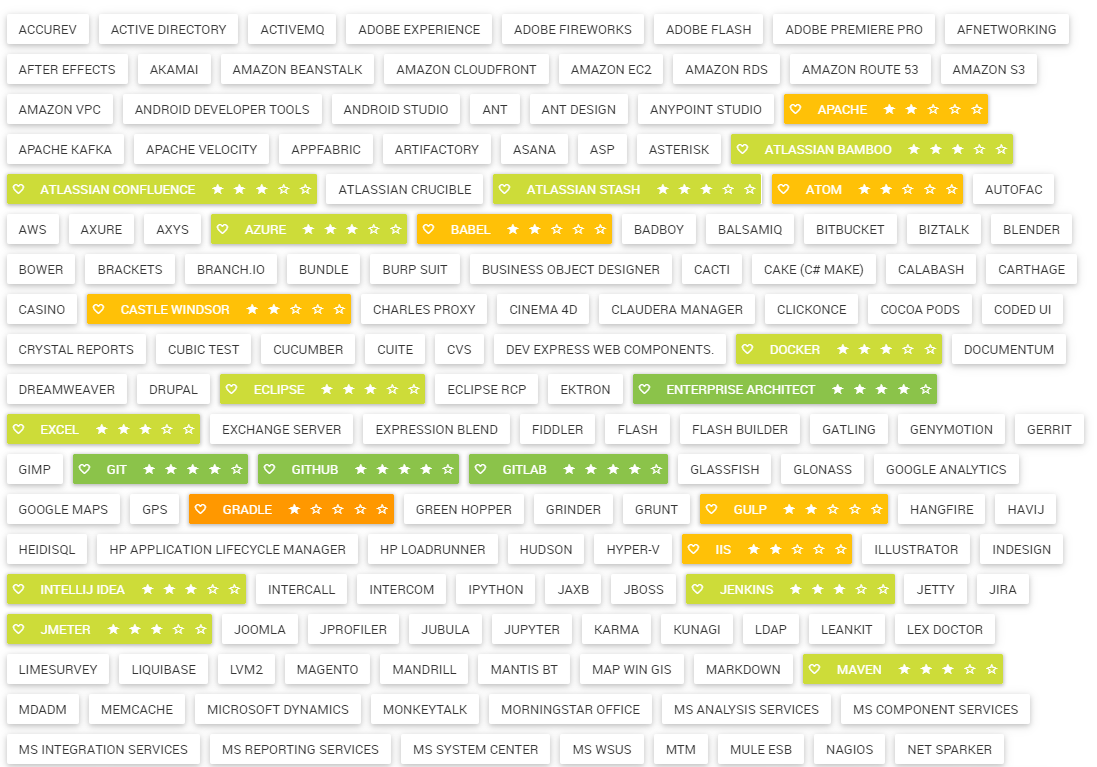 ACCUREV ACTIVE DIRECTORY ACTIVEMQ ADOBE EXPERIENCE ADOBE FIREWORKS ADOBE FLASH ADOBE PREMIERE PRO AFNETWORKING
AFTER EFFECTS AKAMAI AMAZON BEANSTALK AMAZON CLOUDFRONT AMAZON EC2 AMAZON RDS AMAZON ROUTE 53 AMAZON S3
AMAZON VPC ANDROID DEVELOPER TOOLS ANDROID STUDIO ANT ANT DESIGN ANYPOINT STUDIO APACHE
APACHE KAFKA APACHE VELOCITY APPFABRIC ARTIFACTORY ASANA ASP ASTERISK ATLASSIAN BAMBOO
ATLASSIAN CONFLUENCE ATLASSIAN CRUCIBLE ATLASSIAN STASH ATOM AUTOFAC
AWS AXURE AXYS AZURE BABEL BADBOY BALSAMIQ BITBUCKET BIZTALK BLENDER
BOWER BRACKETS BRANCH.IO BUNDLE BURP SUIT BUSINESS OBJECT DESIGNER CACTI CAKE (C# MAKE) CALABASH CARTHAGE
CASINO CASTLE WINDSOR CHARLES PROXY CINEMA 4D CLAUDERA MANAGER CLICKONCE COCOA PODS CODED UI
CRYSTAL REPORTS CUBIC TEST CUCUMBER CUITE CVS DEV EXPRESS WEB COMPONENTS. DOCKER DOCUMENTUM
DREAMWEAVER DRUPAL ECLIPSE ECLIPSE RCP EKTRON ENTERPRISE ARCHITECT
EXCEL EXCHANGE SERVER EXPRESSION BLEND FIDDLER FLASH FLASH BUILDER GATLING GENYMOTION GERRIT
GIMP GIT GITHUB GITLAB GLASSFISH GLONASS GOOGLE ANALYTICS
GOOGLE MAPS GPS GRADLE GREEN HOPPER GRINDER GRUNT GULP HANGFIRE HAVIJ
HEIDISQL HP APPLICATION LIFECYCLE MANAGER HP LOADRUNNER HUDSON HYPER-V IIS ILLUSTRATOR INDESIGN
INTELLIJ IDEA INTERCALL INTERCOM IPYTHON JAXB JBOSS JENKINS JETTY JIRA
JMETER JOOMLA JPROFILER JUBULA JUPYTER KARMA KUNAGI LDAP LEANKIT LEX DOCTOR
LIMESURVEY LIQUIBASE LVM2 MAGENTO MANDRILL MANTIS BT MAP WIN GIS MARKDOWN MAVEN
MDADM MEMCACHE MICROSOFT DYNAMICS MONKEYTALK MORNINGSTAR OFFICE MS ANALYSIS SERVICES MS COMPONENT SERVICES
MS INTEGRATION SERVICES MS REPORTING SERVICES MS SYSTEM CENTER MS WSUS MTM MULE ESB NAGIOS NET SPARKER